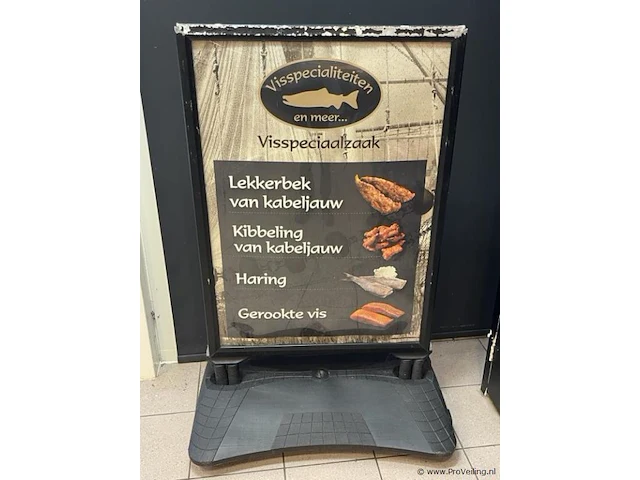 Visspecialiteiten
en meer...
Visspeciaalzaak
Lekkerbek
van kabeljauw
Kibbeling
van kabeljauw
Haring
Gerookte vis
© www.ProVeiling.nl